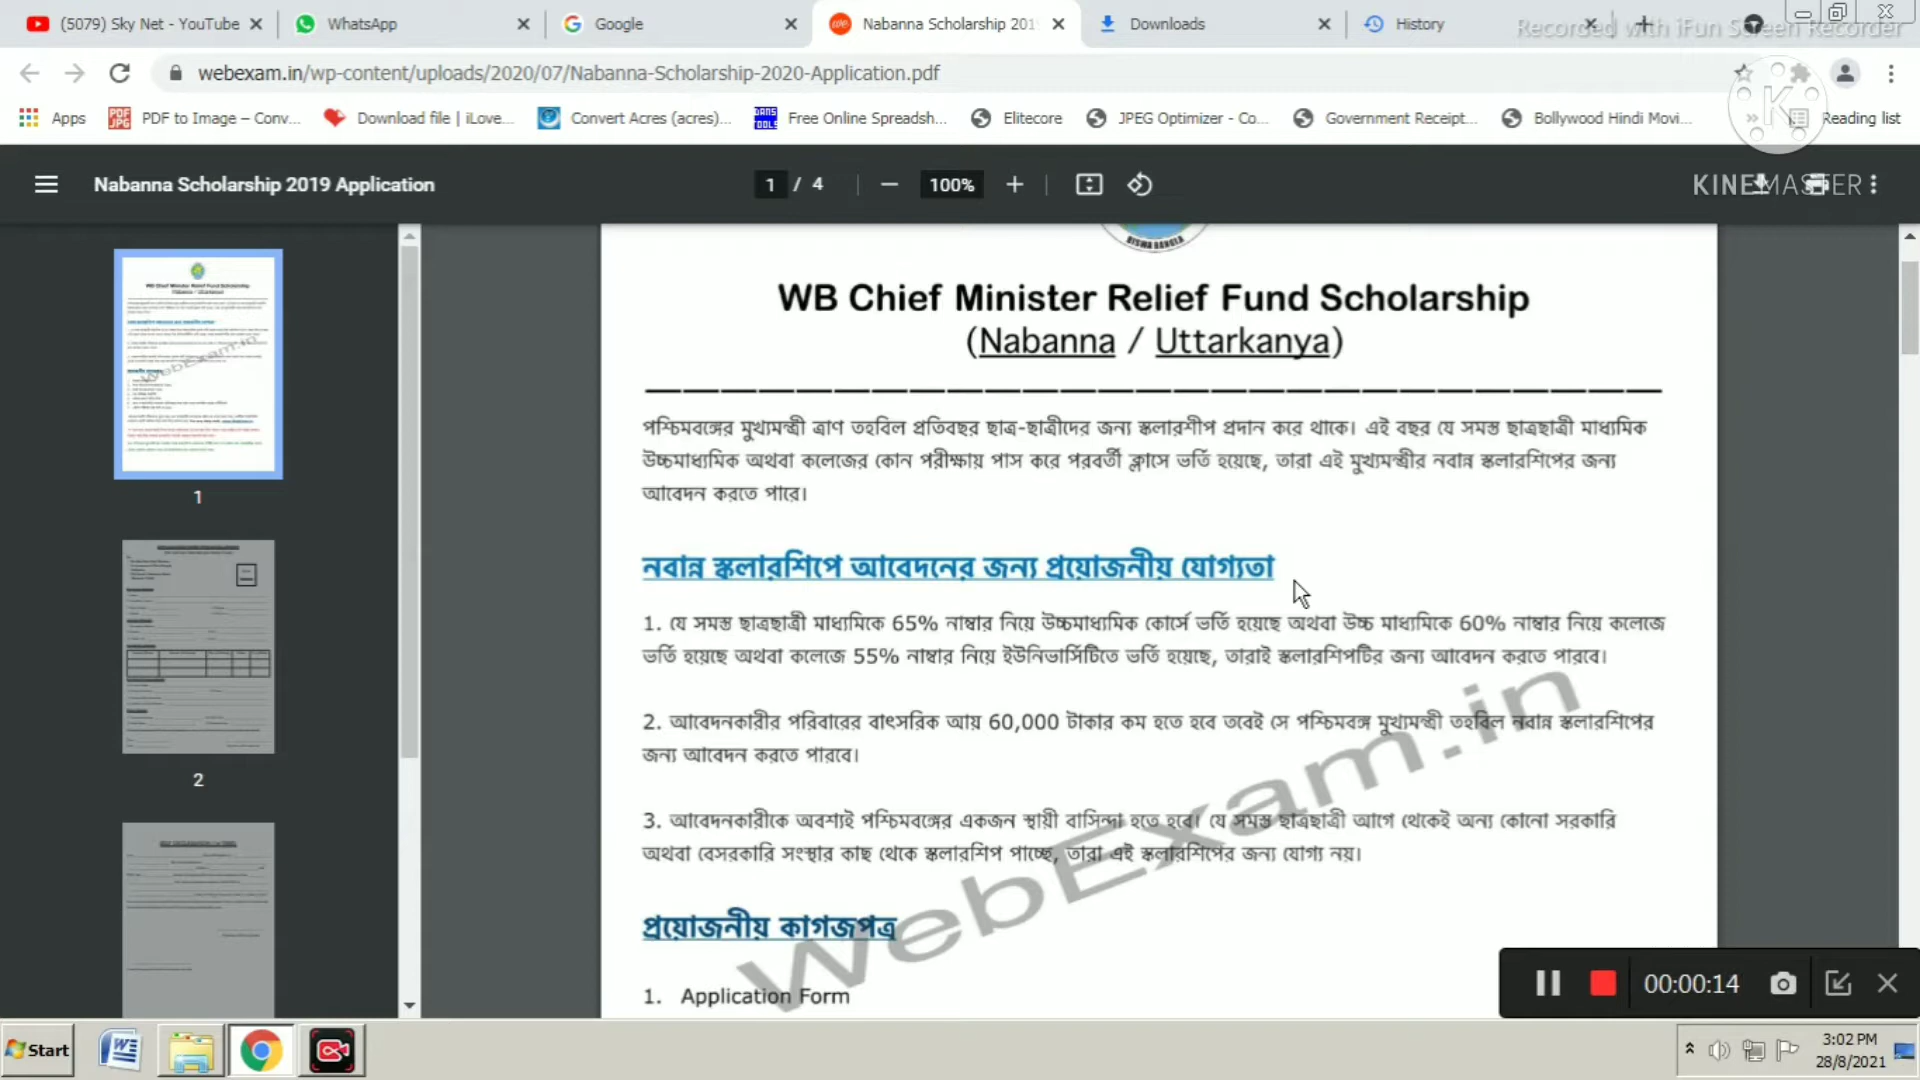 (5079) Sky Net - YouTube
WhatsApp
Google
Nabanna Scholarship 201
Downloads
History
Recorded with iFun Screen Recorder
webexam.in/wp-content/uploads/2020/07/Nabanna-Scholarship-2020-Application.pdf
Apps
PDF to Image – Conv...
Download file | iLove...
Convert Acres (acres)...
Free Online Spreadsh...
Elitecore
JPEG Optimizer - Co...
Government Receipt...
Bollywood Hindi Movi...
Reading list
Nabanna Scholarship 2019 Application
1 / 4
100%
KINEMASTER
BISWA BANGLA
WB Chief Minister Relief Fund Scholarship
(Nabanna / Uttarkanya)
পশ্চিমবঙ্গের মুখ্যমন্ত্রী ত্রাণ তহবিল প্রতিবছর ছাত্র-ছাত্রীদের জন্য স্কলারশীপ প্রদান করে থাকে। এই বছর যে সমস্ত ছাত্রছাত্রী মাধ্যমিক
উচ্চমাধ্যমিক অথবা কলেজের কোন পরীক্ষায় পাস করে পরবর্তী ক্লাসে ভর্তি হয়েছে, তারা এই মুখ্যমন্ত্রীর নবান্ন স্কলারশিপের জন্য
আবেদন করতে পারে।
নবান্ন স্কলারশিপে আবেদনের জন্য প্রয়োজনীয় যোগ্যতা
1. যে সমস্ত ছাত্রছাত্রী মাধ্যমিকে 65% নাম্বার নিয়ে উচ্চমাধ্যমিক কোর্সে ভর্তি হয়েছে অথবা উচ্চ মাধ্যমিকে 60% নাম্বার নিয়ে কলেজে
ভর্তি হয়েছে অথবা কলেজে 55% নাম্বার নিয়ে ইউনিভার্সিটিতে ভর্তি হয়েছে, তারাই স্কলারশিপটির জন্য আবেদন করতে পারবে।
2. আবেদনকারীর পরিবারের বাৎসরিক আয় 60,000 টাকার কম হতে হবে তবেই সে পশ্চিমবঙ্গ মুখ্যমন্ত্রী তহবিল নবান্ন স্কলারশিপের
জন্য আবেদন করতে পারবে।
3. আবেদনকারীকে অবশ্যই পশ্চিমবঙ্গের একজন স্থায়ী বাসিন্দা হতে হবে। যে সমস্ত ছাত্রছাত্রী আগে থেকেই অন্য কোনো সরকারি
অথবা বেসরকারি সংস্থার কাছ থেকে স্কলারশিপ পাচ্ছে, তারা এই স্কলারশিপের জন্য যোগ্য নয়।
প্রয়োজনীয় কাগজপত্র
1. Application Form
WebExam.in
1
2
00:00:14
Start
3:02 PM
28/8/2021